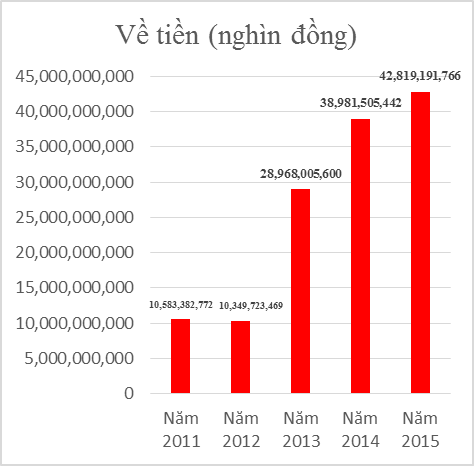 Về tiền (nghìn đồng)
45,000,000,000
40,000,000,000
35,000,000,000
30,000,000,000
25,000,000,000
20,000,000,000
15,000,000,000
10,000,000,000
5,000,000,000
0
10,583,382,772
10,349,723,469
28,968,005,600
38,981,505,442
42,819,191,766
Năm 2011
Năm 2012
Năm 2013
Năm 2014
Năm 2015